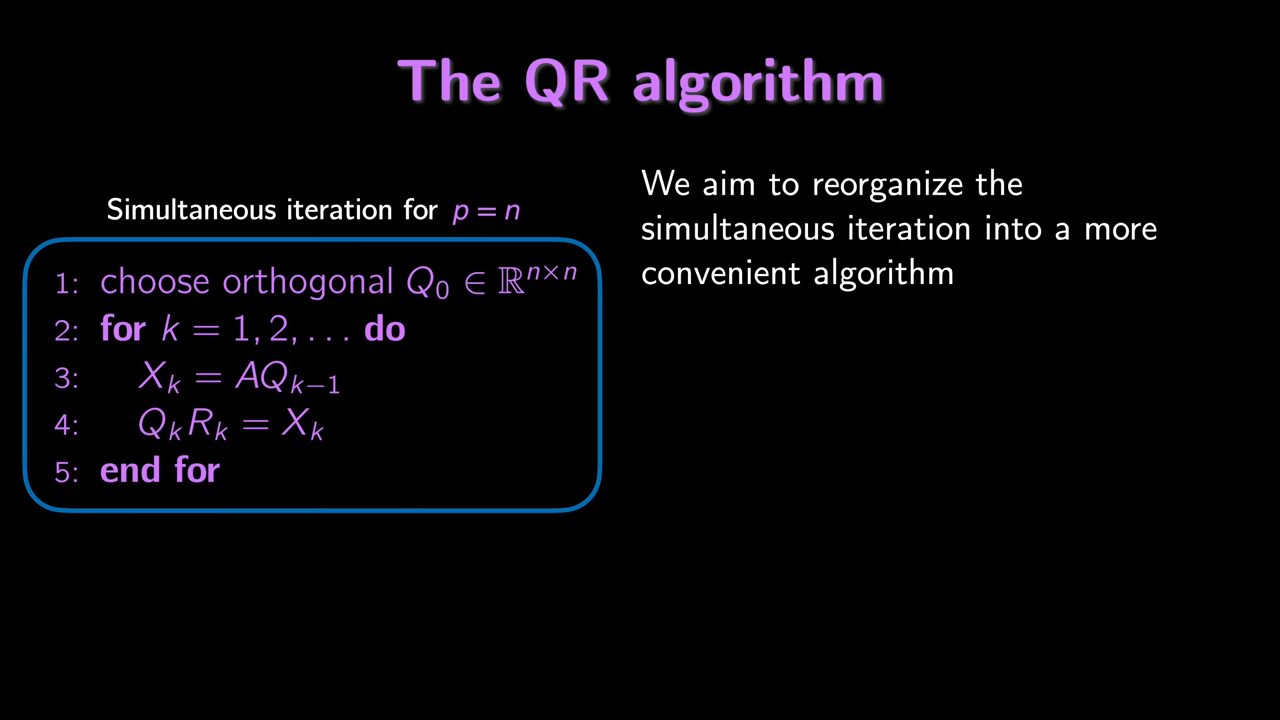 The QR algorithm
Simultaneous iteration for p = n
1: choose orthogonal Q₀ ∈ ℝⁿˣⁿ
2: for k = 1, 2, . . . do
3: Xₖ = AQₖ₋₁
4: QₖRₖ = Xₖ
5: end for
We aim to reorganize the
simultaneous iteration into a more
convenient algorithm